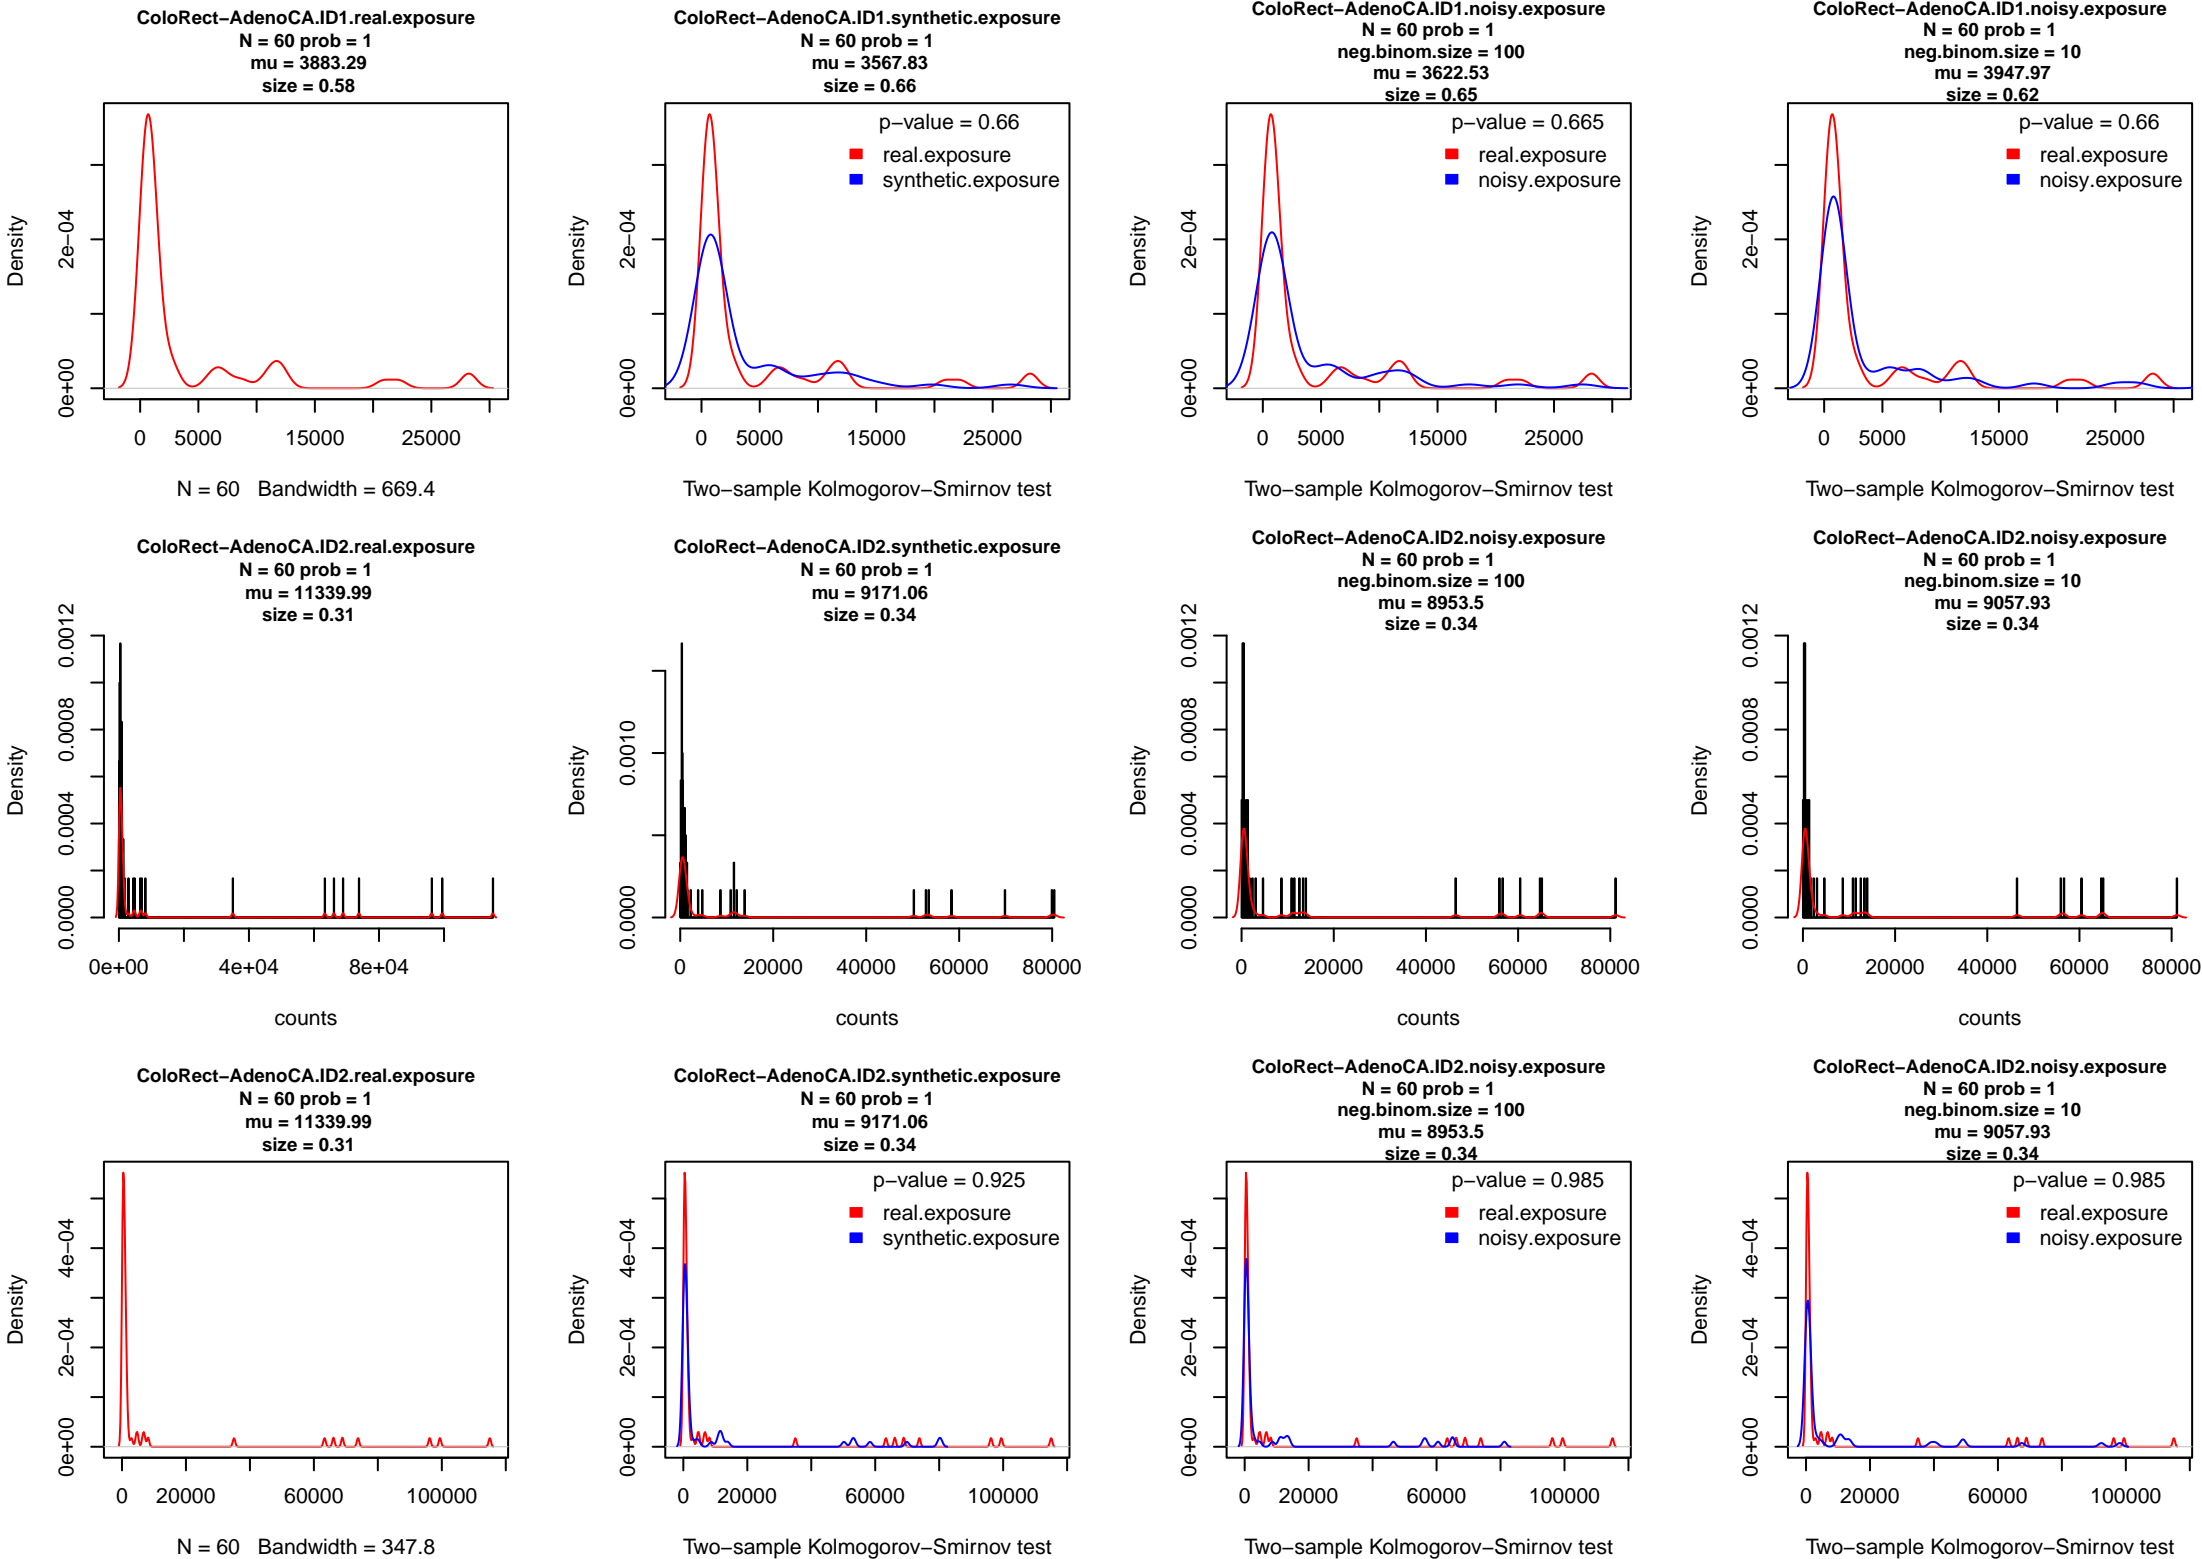 ColoRect−AdenoCA.ID1.real.exposure
N = 60 prob = 1
mu = 3883.29
size = 0.58
Density
0e+00
2e−04
0
5000
15000
25000
N = 60 Bandwidth = 669.4
ColoRect−AdenoCA.ID1.synthetic.exposure
N = 60 prob = 1
mu = 3567.83
size = 0.66
p−value = 0.66
real.exposure
synthetic.exposure
Density
0e+00
2e−04
0
5000
15000
25000
Two−sample Kolmogorov−Smirnov test
ColoRect−AdenoCA.ID1.noisy.exposure
N = 60 prob = 1
neg.binom.size = 100
mu = 3622.53
size = 0.65
p−value = 0.665
real.exposure
noisy.exposure
Density
0e+00
2e−04
0
5000
15000
25000
Two−sample Kolmogorov−Smirnov test
ColoRect−AdenoCA.ID1.noisy.exposure
N = 60 prob = 1
neg.binom.size = 10
mu = 3947.97
size = 0.62
p−value = 0.66
real.exposure
noisy.exposure
Density
0e+00
2e−04
0
5000
15000
25000
Two−sample Kolmogorov−Smirnov test
ColoRect−AdenoCA.ID2.real.exposure
N = 60 prob = 1
mu = 11339.99
size = 0.31
Density
0.0000
0.0004
0.0008
0.0012
0e+00
4e+04
8e+04
counts
ColoRect−AdenoCA.ID2.synthetic.exposure
N = 60 prob = 1
mu = 9171.06
size = 0.34
Density
0.0000
0.0010
0
20000
40000
60000
80000
counts
ColoRect−AdenoCA.ID2.noisy.exposure
N = 60 prob = 1
neg.binom.size = 100
mu = 8953.5
size = 0.34
Density
0.0000
0.0004
0.0008
0.0012
0
20000
40000
60000
80000
counts
ColoRect−AdenoCA.ID2.noisy.exposure
N = 60 prob = 1
neg.binom.size = 10
mu = 9057.93
size = 0.34
Density
0.0000
0.0004
0.0008
0.0012
0
20000
40000
60000
80000
counts
ColoRect−AdenoCA.ID2.real.exposure
N = 60 prob = 1
mu = 11339.99
size = 0.31
Density
0e+00
2e−04
4e−04
0
20000
60000
100000
N = 60 Bandwidth = 347.8
ColoRect−AdenoCA.ID2.synthetic.exposure
N = 60 prob = 1
mu = 9171.06
size = 0.34
p−value = 0.925
real.exposure
synthetic.exposure
Density
0e+00
2e−04
4e−04
0
20000
60000
100000
Two−sample Kolmogorov−Smirnov test
ColoRect−AdenoCA.ID2.noisy.exposure
N = 60 prob = 1
neg.binom.size = 100
mu = 8953.5
size = 0.34
p−value = 0.985
real.exposure
noisy.exposure
Density
0e+00
2e−04
4e−04
0
20000
60000
100000
Two−sample Kolmogorov−Smirnov test
ColoRect−AdenoCA.ID2.noisy.exposure
N = 60 prob = 1
neg.binom.size = 10
mu = 9057.93
size = 0.34
p−value = 0.985
real.exposure
noisy.exposure
Density
0e+00
2e−04
4e−04
0
20000
60000
100000
Two−sample Kolmogorov−Smirnov test